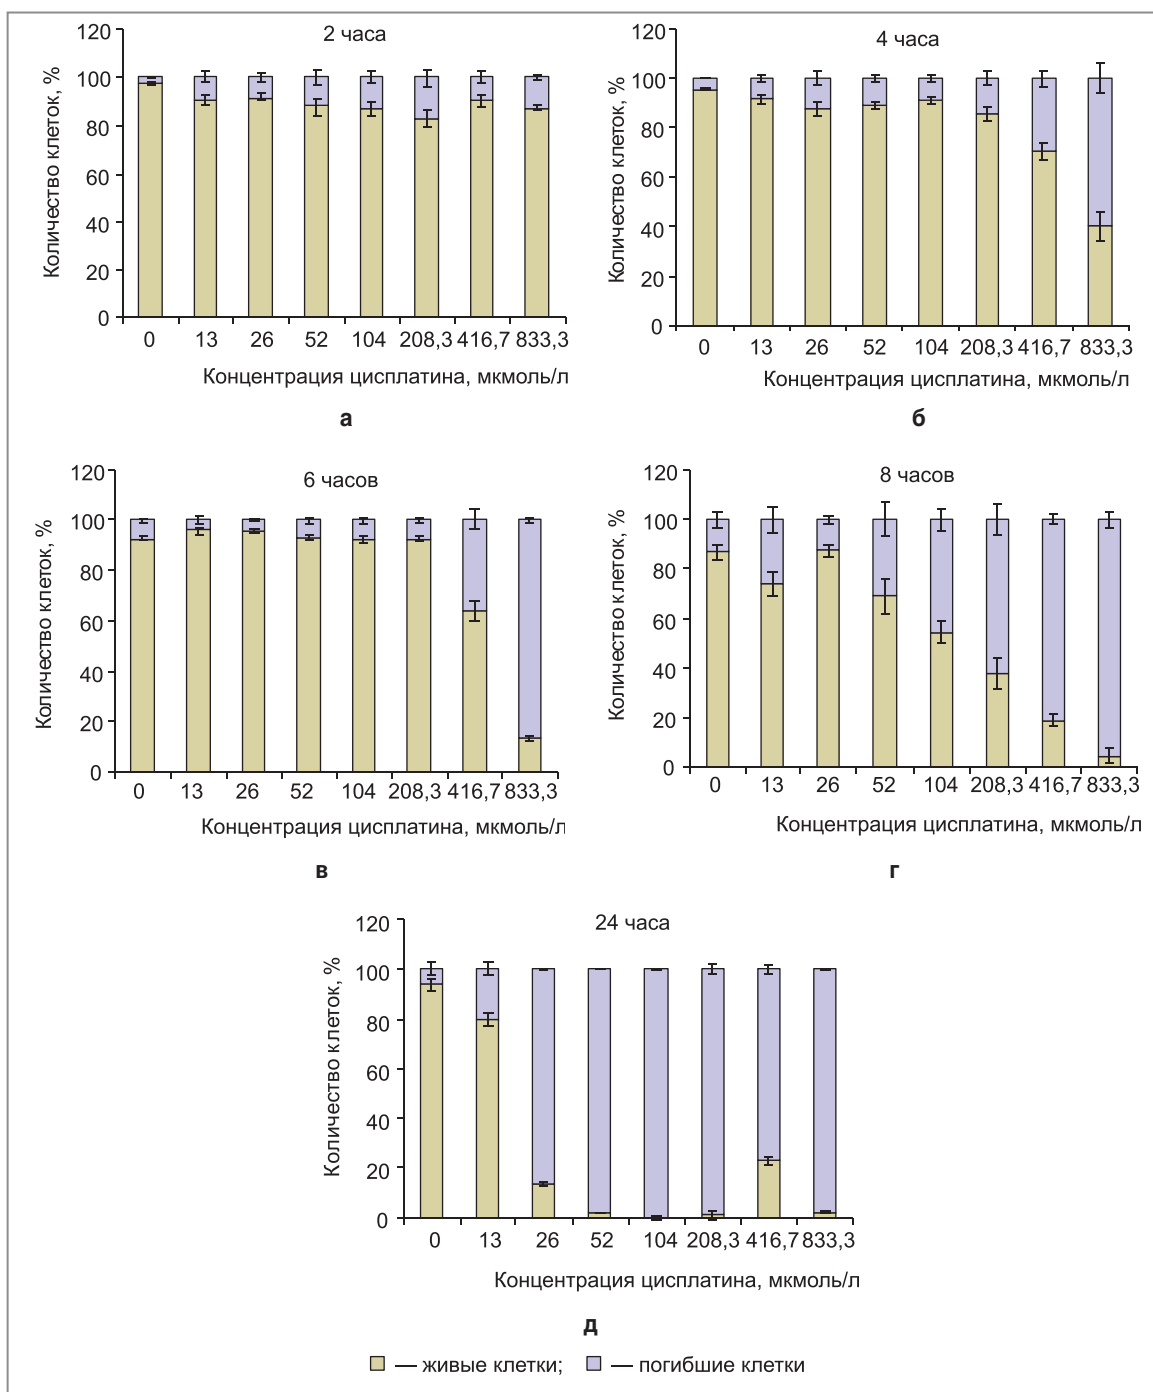 2 часа
Количество клеток, %
120
100
80
60
40
20
0
0 13 26 52 104 208,3 416,7 833,3
Концентрация цисплатина, мкмоль/л
а
4 часа
Количество клеток, %
120
100
80
60
40
20
0
0 13 26 52 104 208,3 416,7 833,3
Концентрация цисплатина, мкмоль/л
б
6 часов
Количество клеток, %
120
100
80
60
40
20
0
0 13 26 52 104 208,3 416,7 833,3
Концентрация цисплатина, мкмоль/л
в
8 часов
Количество клеток, %
120
100
80
60
40
20
0
0 13 26 52 104 208,3 416,7 833,3
Концентрация цисплатина, мкмоль/л
г
24 часа
Количество клеток, %
120
100
80
60
40
20
0
0 13 26 52 104 208,3 416,7 833,3
Концентрация цисплатина, мкмоль/л
д
— живые клетки; — погибшие клетки